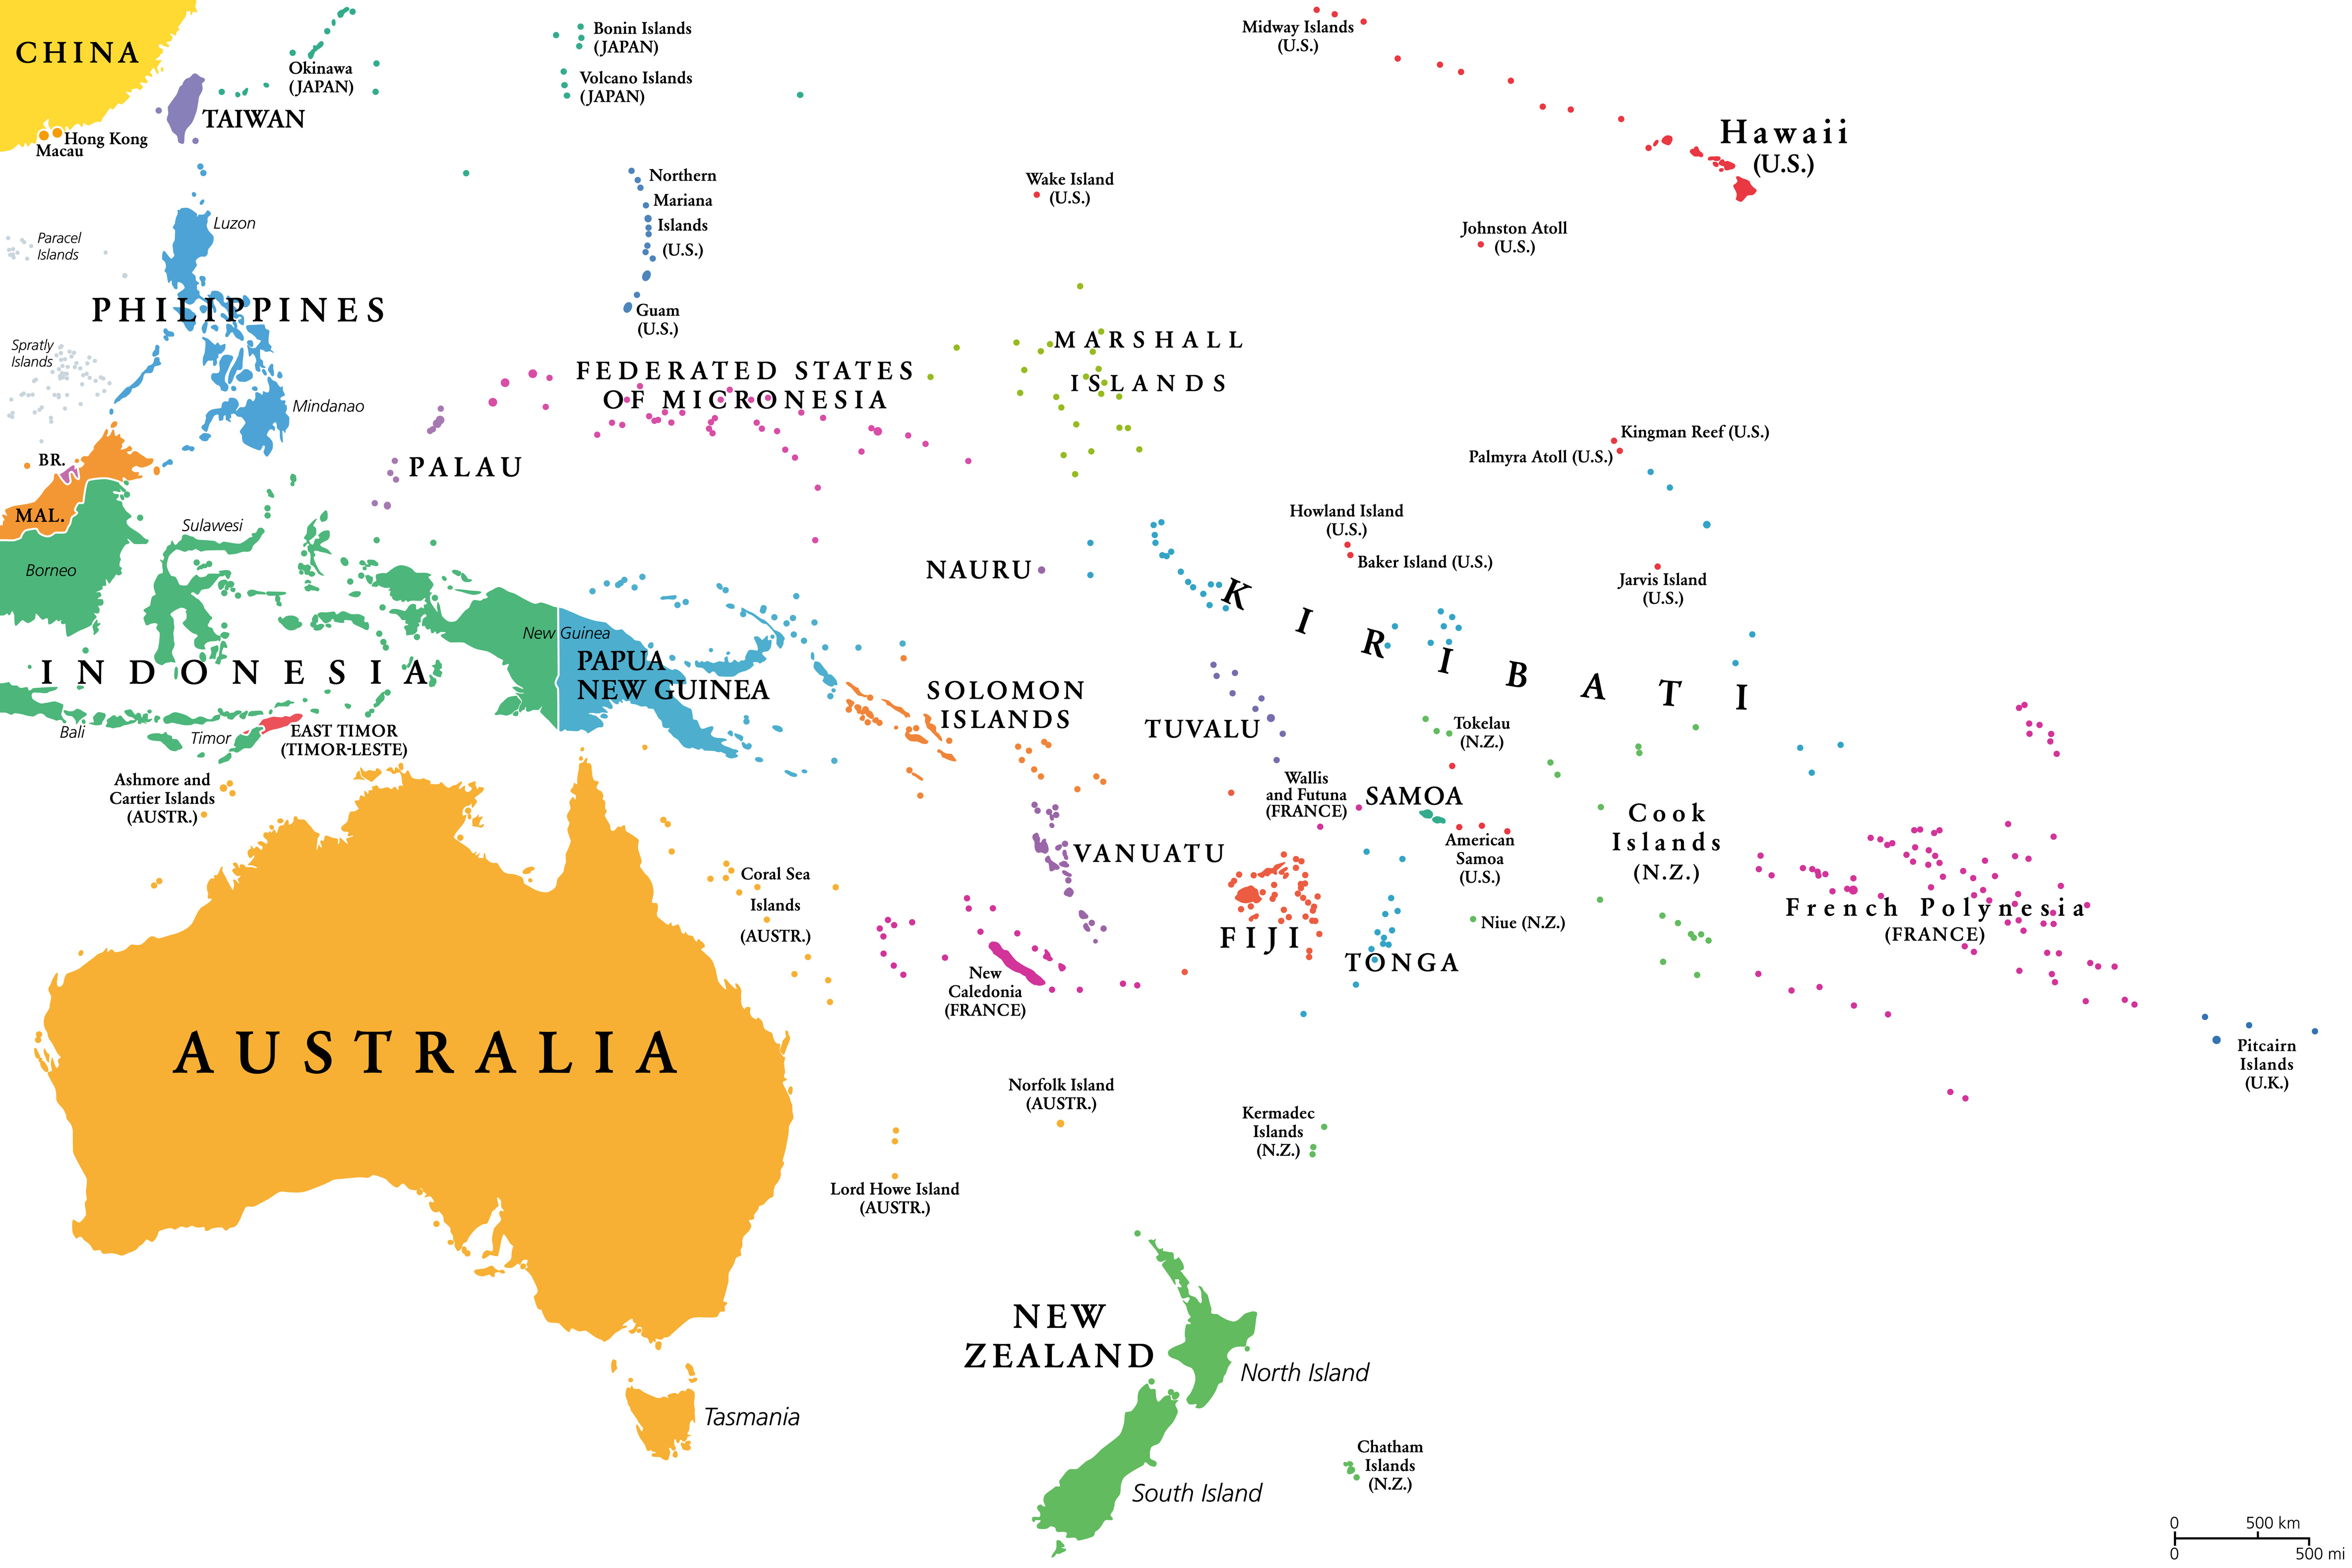 CHINA
Okinawa
(JAPAN)
Bonin Islands
(JAPAN)
Volcano Islands
(JAPAN)
Midway Islands
(U.S.)
TAIWAN
Hong Kong
Macau
Hawaii
(U.S.)
Northern
Mariana
Islands
(U.S.)
Wake Island
(U.S.)
Johnston Atoll
(U.S.)
Luzon
Paracel
Islands
PHILIPPINES
Guam
(U.S.)
Spratly
Islands
MARSHALL
ISLANDS
FEDERATED STATES
OF MICRONESIA
Mindanao
Kingman Reef (U.S.)
Palmyra Atoll (U.S.)
BR.
PALAU
MAL.
Sulawesi
Howland Island
(U.S.)
Baker Island (U.S.)
Borneo
NAURU
Jarvis Island
(U.S.)
KIRIBATI
New Guinea
INDONESIA
PAPUA
NEW GUINEA
SOLOMON
ISLANDS
TUVALU
Tokelau
(N.Z.)
Bali
Timor
EAST TIMOR
(TIMOR-LESTE)
Ashmore and
Cartier Islands
(AUSTR.)
Wallis
and Futuna
(FRANCE)
SAMOA
American
Samoa
(U.S.)
Cook
Islands
(N.Z.)
VANUATU
Coral Sea
Islands
(AUSTR.)
FIJI
Niue (N.Z.)
French Polynesia
(FRANCE)
TONGA
New
Caledonia
(FRANCE)
AUSTRALIA
Pitcairn
Islands
(U.K.)
Norfolk Island
(AUSTR.)
Kermadec
Islands
(N.Z.)
Lord Howe Island
(AUSTR.)
NEW
ZEALAND
North Island
Tasmania
Chatham
Islands
(N.Z.)
South Island
0 500 km
0 500 mi